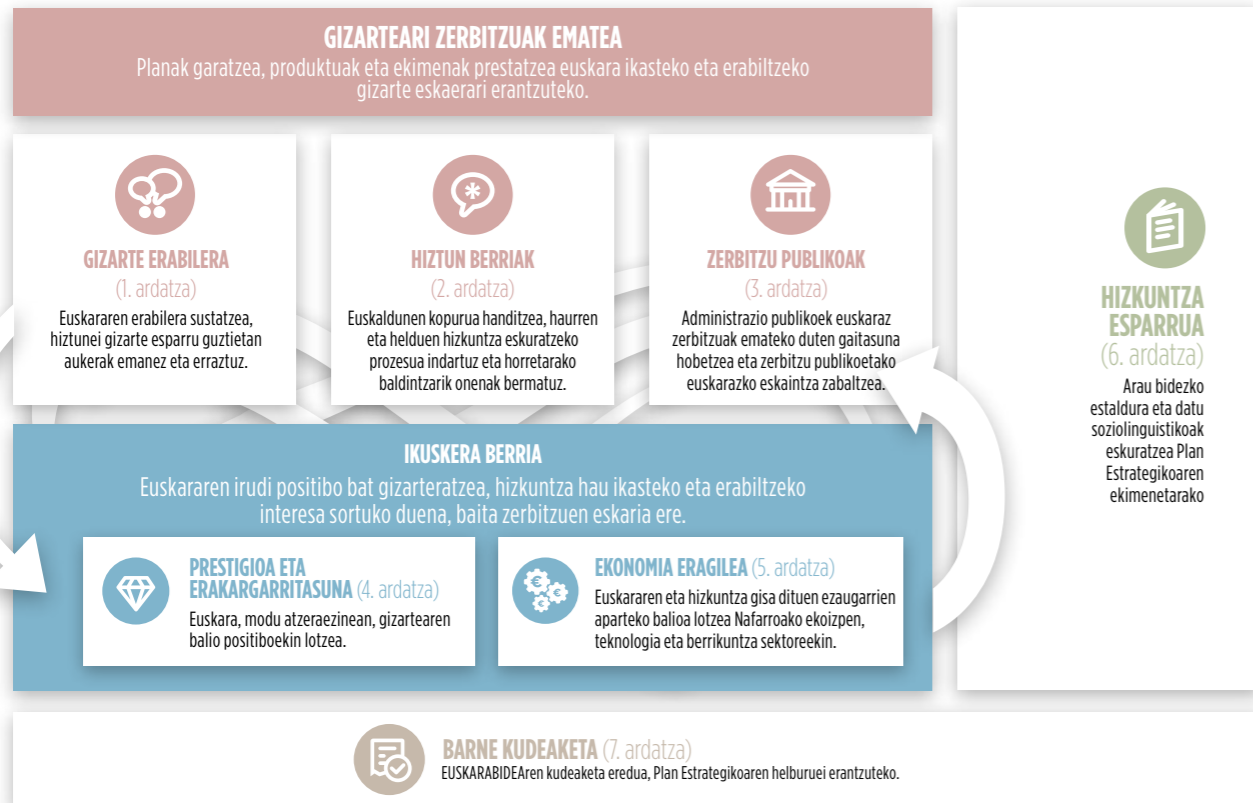 GIZARTEARI ZERBITZUAK EMATEA
Planak garatzea, produktuak eta ekimenak prestatzea euskara ikasteko eta erabiltzeko
gizarte eskaerari erantzuteko.
GIZARTE ERABILERA
(1. ardatza)
Euskararen erabilera sustatzea,
hiztunei gizarte esparru guztietan
aukerak emanez eta erraztuz.
HIZTUN BERRIAK
(2. ardatza)
Euskaldunen kopurua handitzea, haurren
eta helduen hizkuntza eskuratzeko
prozesua indartuz eta horretarako
baldintzarik onenak bermatuz.
ZERBITZU PUBLIKOAK
(3. ardatza)
Administrazio publikoek euskaraz
zerbitzuak emateko duten gaitasuna
hobetzea eta zerbitzu publikoetako
euskarazko eskaintza zabaltzea.
IKUSKERA BERRIA
Euskararen irudi positibo bat gizarteratzea, hizkuntza hau ikasteko eta erabiltzeko
interesa sortuko duena, baita zerbitzuen eskaria ere.
PRESTIGIOA ETA
ERAKARGARRITASUNA (4. ardatza)
Euskara, modu atzeraezinean, gizartearen
balio positiboekin lotzea.
EKONOMIA ERAGILEA (5. ardatza)
Euskararen eta hizkuntza gisa dituen ezaugarrien
aparteko balioa lotzea Nafarroako ekoizpen,
teknologia eta berrikuntza sektoreekin.
HIZKUNTZA
ESPARRUA
(6. ardatza)
Arau bidezko
estaldura eta datu
soziolinguistikoak
eskuratzea Plan
Estrategikoaren
ekimenetarako
BARNE KUDEAKETA (7. ardatza)
EUSKARABIDEAren kudeaketa eredua, Plan Estrategikoaren helburuei erantzuteko.